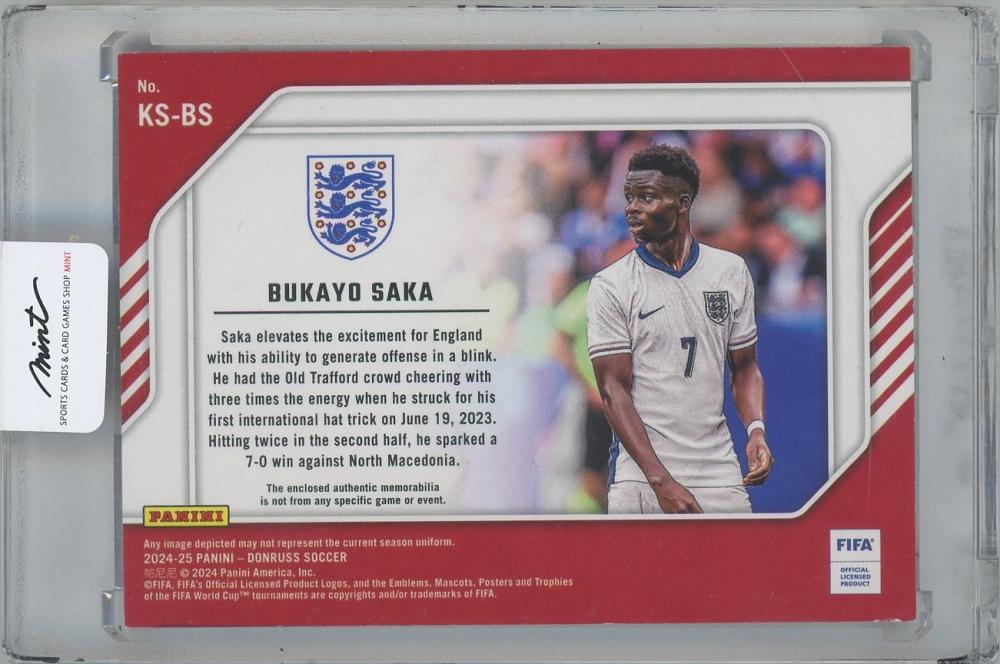 No.
KS-BS
BUKAYO SAKA
Saka elevates the excitement for England
with his ability to generate offense in a blink.
He had the Old Trafford crowd cheering with
three times the energy when he struck for his
first international hat trick on June 19, 2023.
Hitting twice in the second half, he sparked a
7-0 win against North Macedonia.
The enclosed authentic memorabilia
is not from any specific game or event.
7
PANINI
Any image depicted may not represent the current season uniform.
2024-25 PANINI – DONRUSS SOCCER
帕尼尼 © 2024 Panini America, Inc.
©FIFA, FIFA's Official Licensed Product Logos, and the Emblems, Mascots, Posters and Trophies
of the FIFA World Cup™ tournaments are copyrights and/or trademarks of FIFA.
FIFA®
OFFICIAL
LICENSED
PRODUCT
mint
SPORTS CARDS & CARD GAMES SHOP MINT